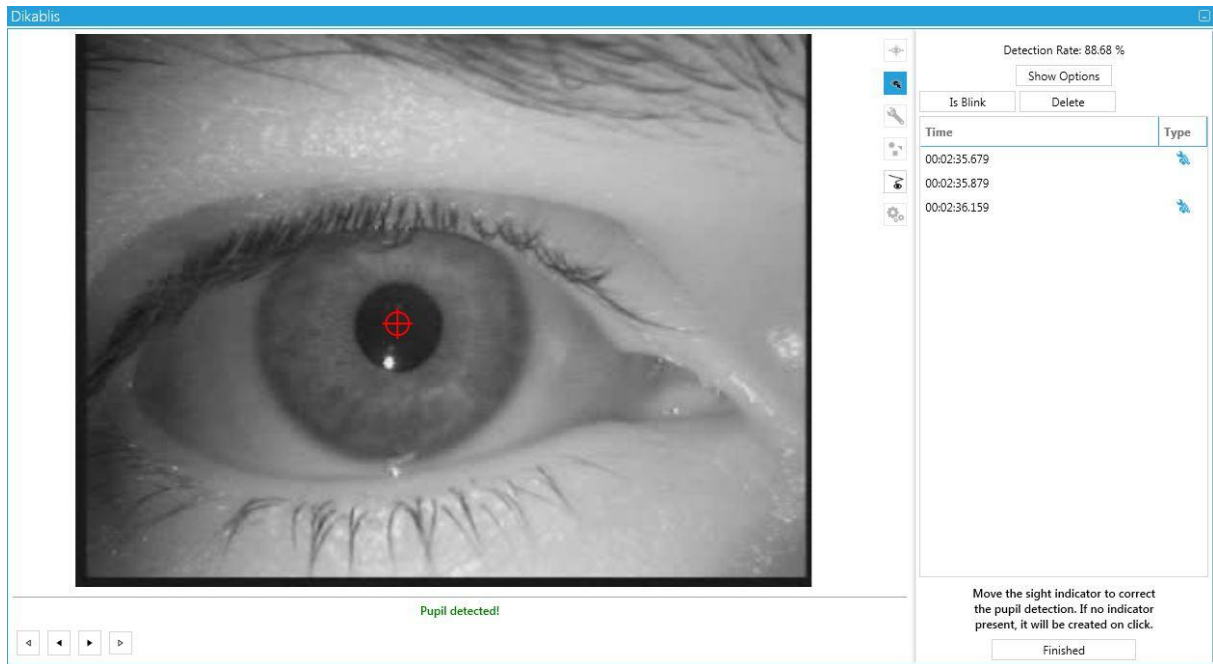 Dikablis
Detection Rate: 88.68 %
Show Options
Is Blink
Delete
Time
Type
00:02:35.679
00:02:35.879
00:02:36.159
Pupil detected!
Move the sight indicator to correct
the pupil detection. If no indicator
present, it will be created on click.
Finished